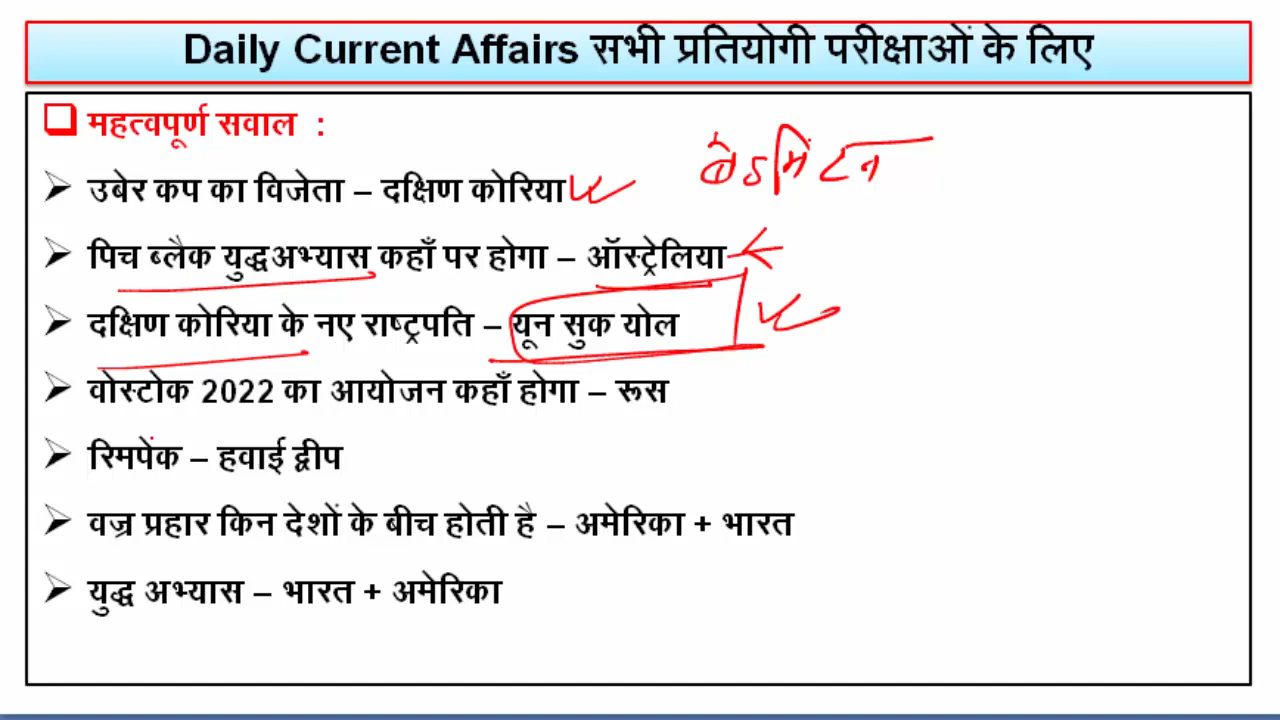 Daily Current Affairs सभी प्रतियोगी परीक्षाओं के लिए
महत्वपूर्ण सवाल :
उबेर कप का विजेता – दक्षिण कोरिया
बेडमिंटन
पिच ब्लैक युद्धअभ्यास कहाँ पर होगा – ऑस्ट्रेलिया
दक्षिण कोरिया के नए राष्ट्रपति – यून सुक योल
वोस्टोक 2022 का आयोजन कहाँ होगा – रूस
रिमपेंक – हवाई द्वीप
वज्र प्रहार किन देशों के बीच होती है – अमेरिका + भारत
युद्ध अभ्यास – भारत + अमेरिका